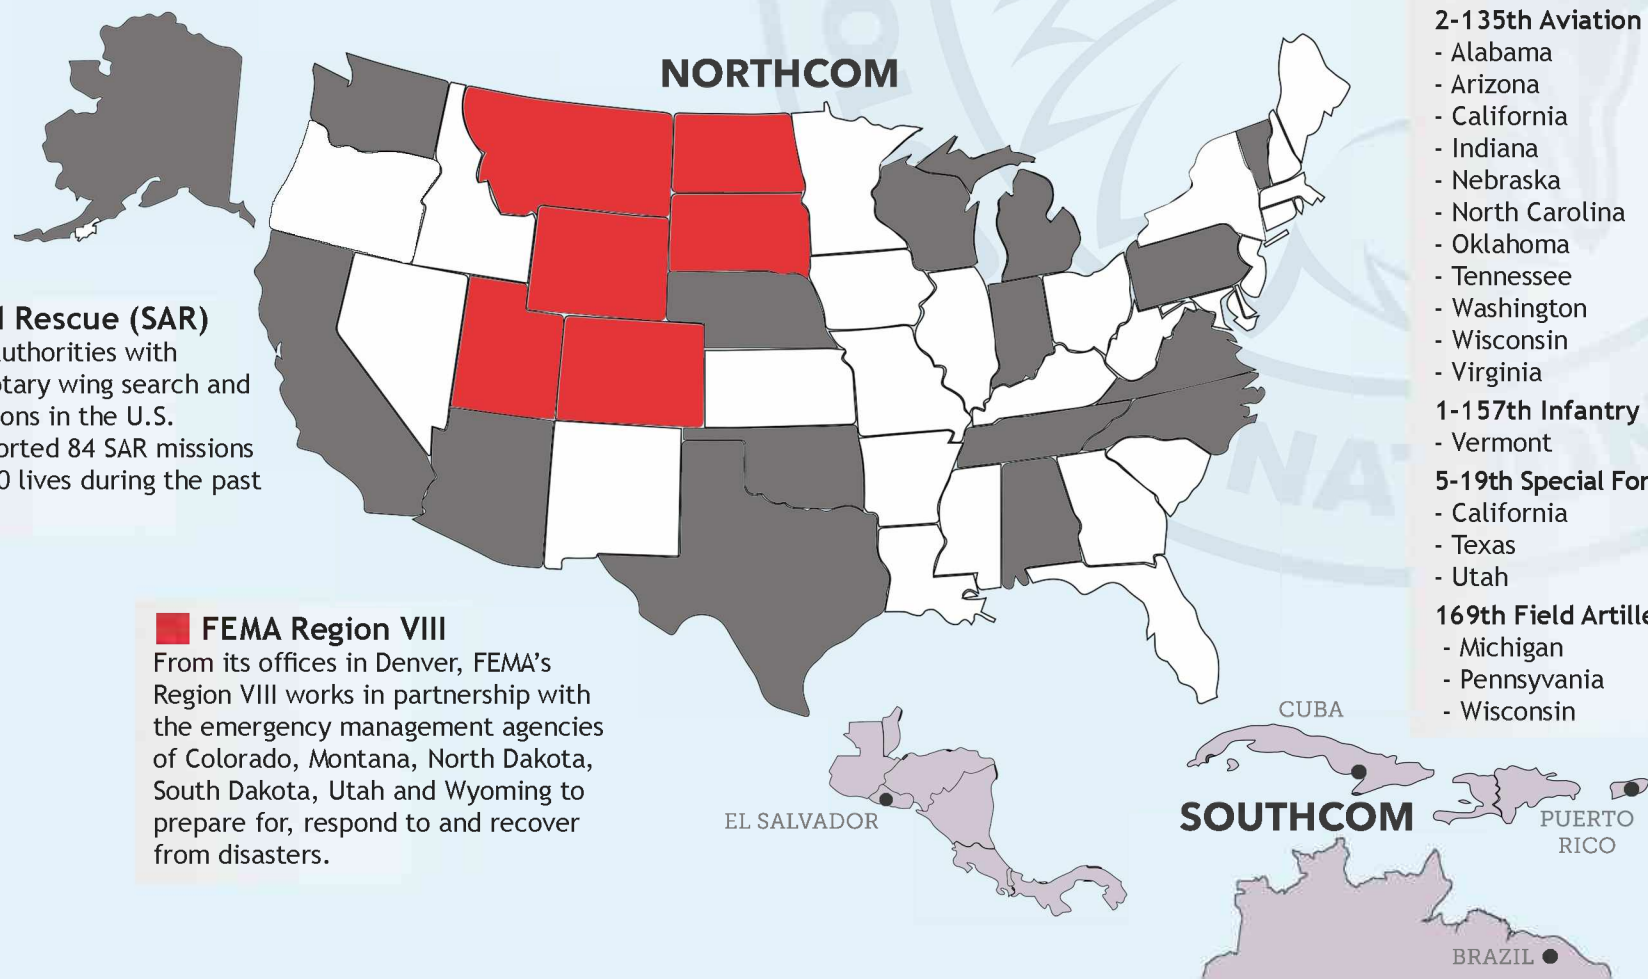 NORTHCOM
Rescue (SAR)
uthorities with
tary wing search and
ons in the U.S.
orted 84 SAR missions
0 lives during the past
FEMA Region VIII
From its offices in Denver, FEMA’s
Region VIII works in partnership with
the emergency management agencies
of Colorado, Montana, North Dakota,
South Dakota, Utah and Wyoming to
prepare for, respond to and recover
from disasters.
2-135th Aviation
- Alabama
- Arizona
- California
- Indiana
- Nebraska
- North Carolina
- Oklahoma
- Tennessee
- Washington
- Wisconsin
- Virginia
1-157th Infantry
- Vermont
5-19th Special For
- California
- Texas
- Utah
169th Field Artille
- Michigan
- Pennsyvania
- Wisconsin
CUBA
EL SALVADOR
SOUTHCOM
PUERTO
RICO
BRAZIL